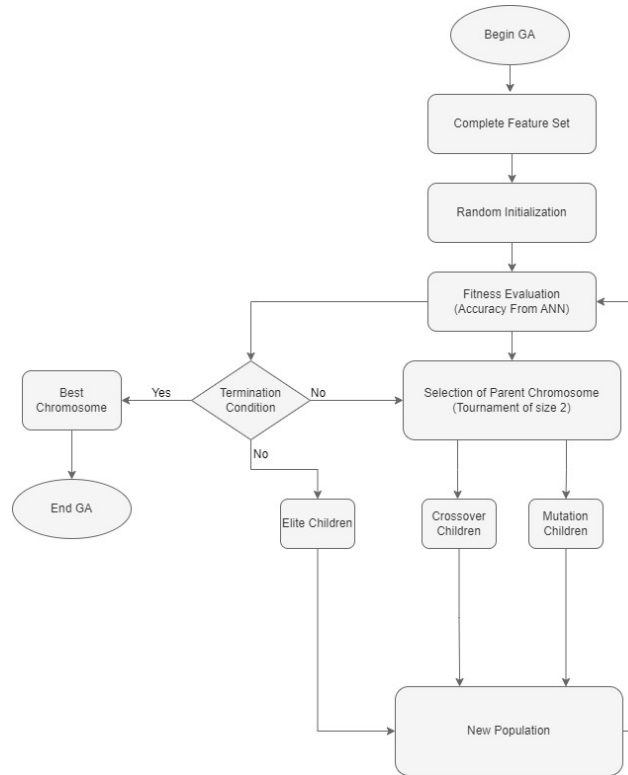 Begin GA
Complete Feature Set
Random Initialization
Fitness Evaluation
(Accuracy From ANN)
Best
Chromosome
Yes
Termination
Condition
No
Selection of Parent Chromosome
(Tournament of size 2)
No
End GA
Elite Children
Crossover
Children
Mutation
Children
New Population